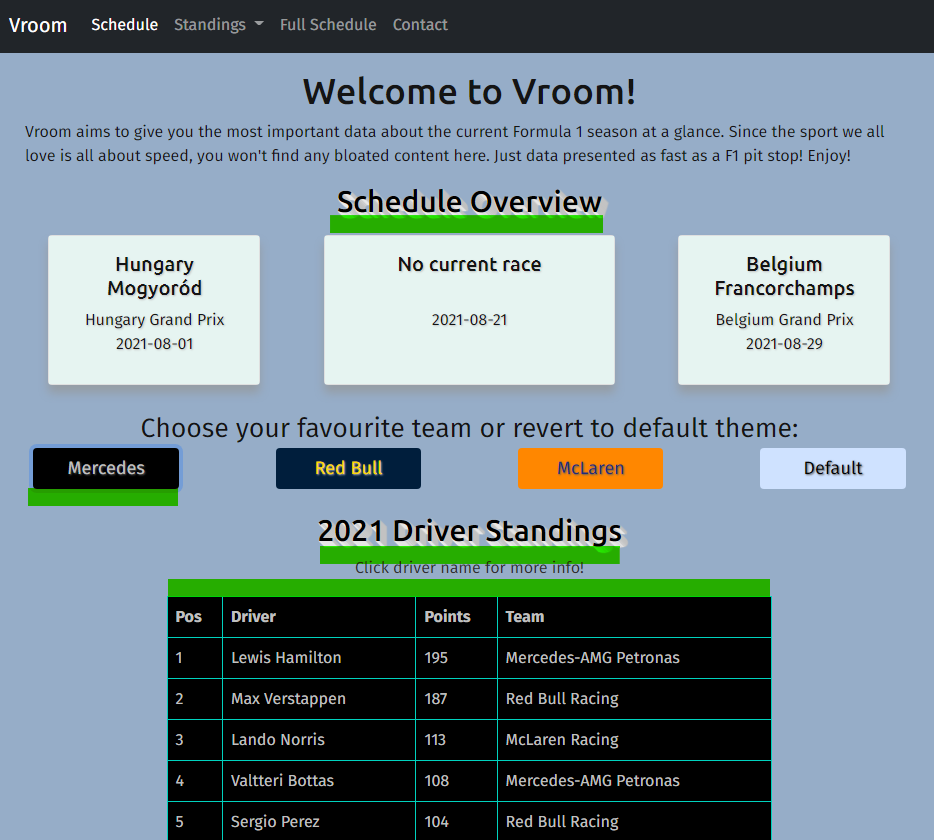 Vroom Schedule Standings Full Schedule Contact
Welcome to Vroom!
Vroom aims to give you the most important data about the current Formula 1 season at a glance. Since the sport we all
love is all about speed, you won't find any bloated content here. Just data presented as fast as a F1 pit stop! Enjoy!
Schedule Overview
Hungary
Mogyoród
Hungary Grand Prix
2021-08-01
No current race
2021-08-21
Belgium
Francorchamps
Belgium Grand Prix
2021-08-29
Choose your favourite team or revert to default theme:
Mercedes Red Bull McLaren Default
2021 Driver Standings
Click driver name for more info!
Pos Driver Points Team
1 Lewis Hamilton 195 Mercedes-AMG Petronas
2 Max Verstappen 187 Red Bull Racing
3 Lando Norris 113 McLaren Racing
4 Valtteri Bottas 108 Mercedes-AMG Petronas
5 Sergio Perez 104 Red Bull Racing